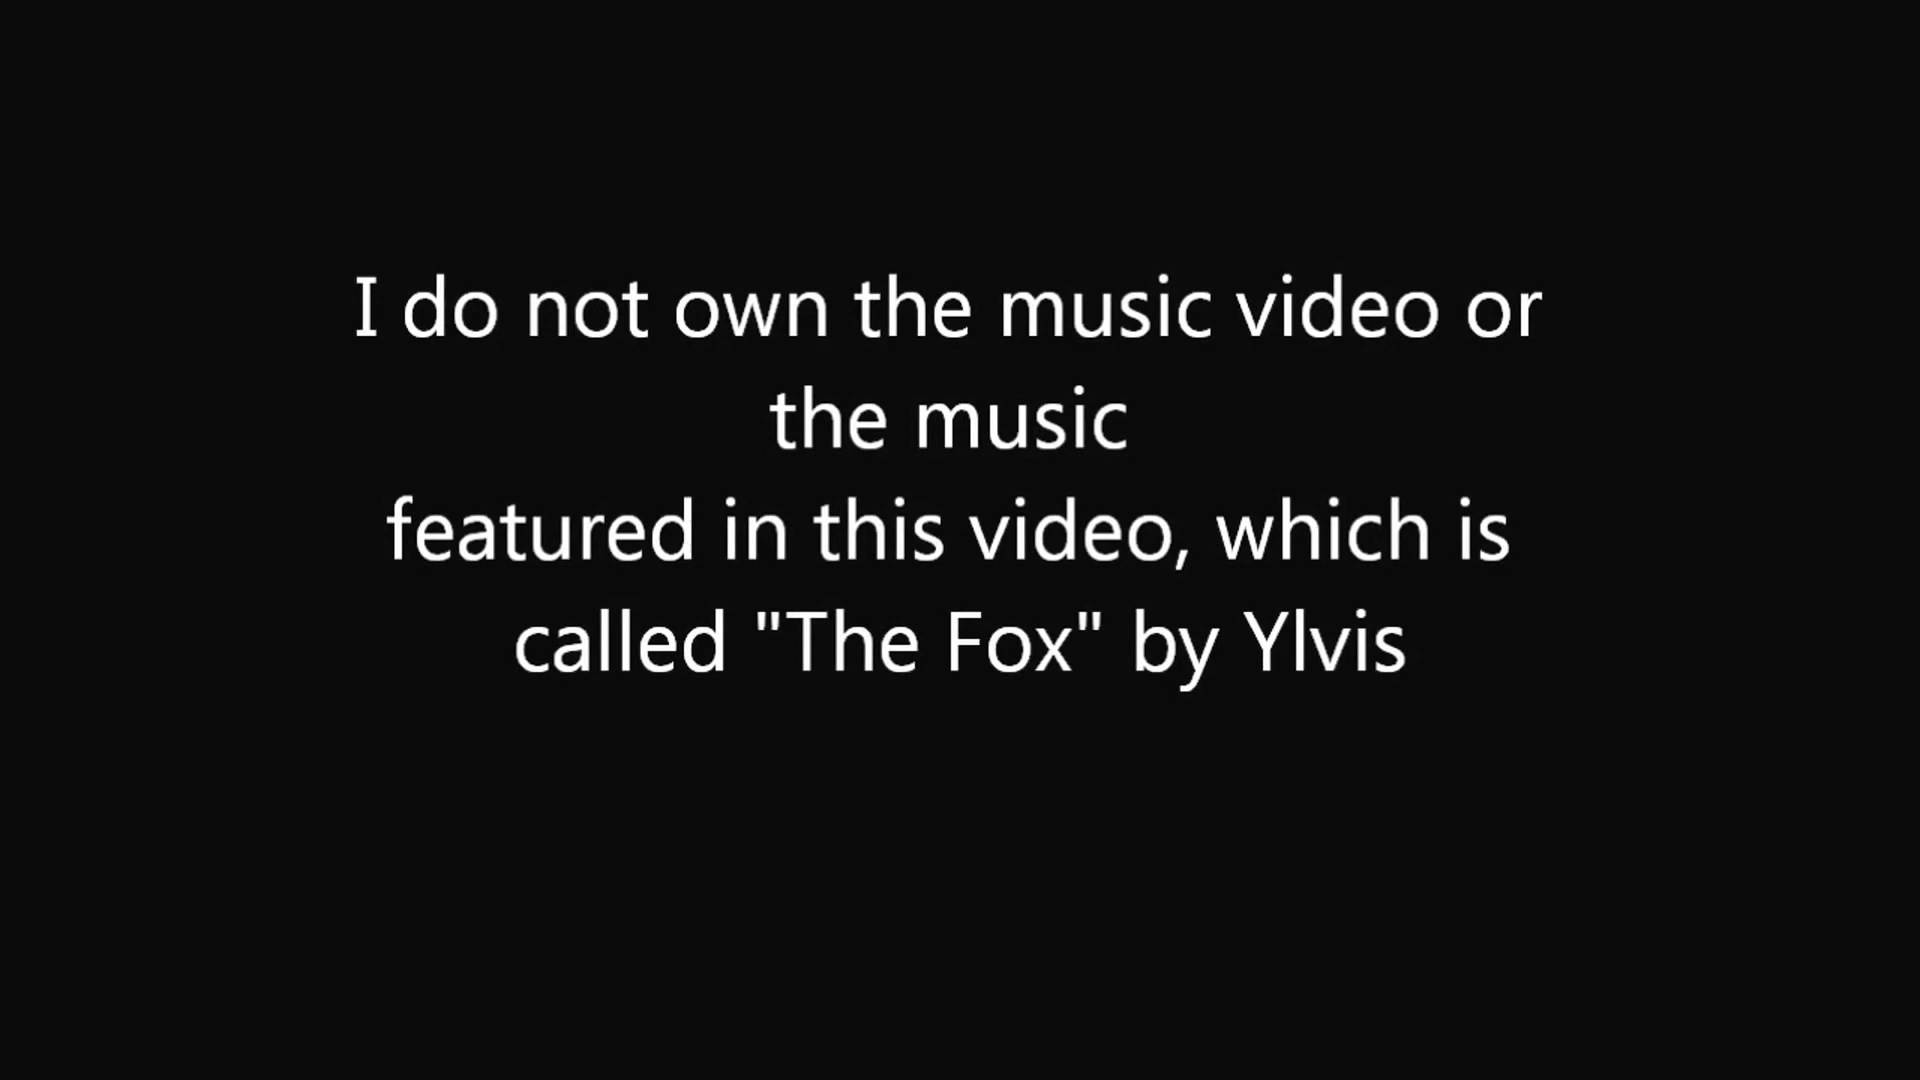 I do not own the music video or
the music
featured in this video, which is
called "The Fox" by Ylvis